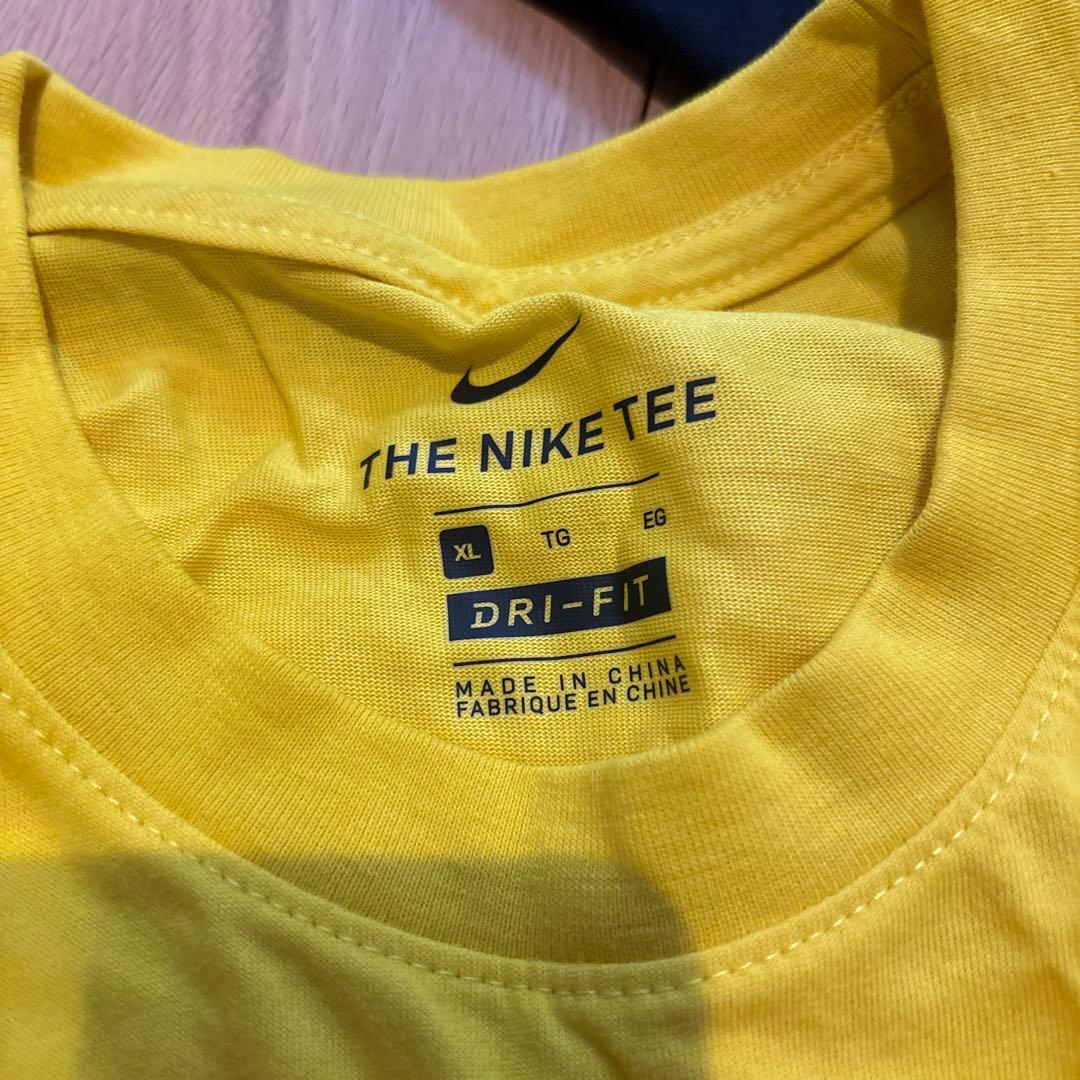 THE NIKE TEE
XL TG EG
DRI-FIT
MADE IN CHINA
FABRIQUE EN CHINE